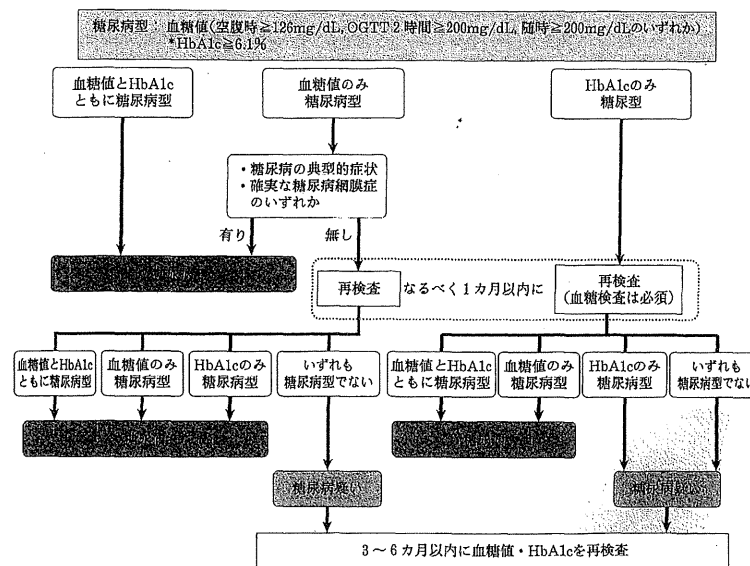 糖尿病型：血糖値(空腹時≧126mg/dL, OGTT 2 時間≧200mg/dL, 随時≧200mg/dLのいずれか)
*HbA1c≧6.1%
血糖値とHbA1c
ともに糖尿病型
血糖値のみ
糖尿病型
HbA1cのみ
糖尿型
・糖尿病の典型的症状
・確実な糖尿病網膜症
のいずれか
有り
無し
再検査
なるべく 1 カ月以内に
再検査
(血糖検査は必須)
血糖値とHbA1c
ともに糖尿病型
血糖値のみ
糖尿病型
HbA1cのみ
糖尿病型
いずれも
糖尿病型でない
血糖値とHbA1c
ともに糖尿病型
血糖値のみ
糖尿病型
HbA1cのみ
糖尿病型
いずれも
糖尿病型でない
糖尿病疑い
糖尿病疑い
3～6 カ月以内に血糖値・HbA1cを再検査